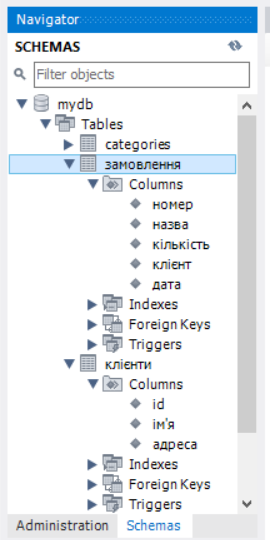 Navigator
SCHEMAS
Filter objects
mydb
Tables
categories
замовлення
Columns
номер
назва
кількість
клієнт
дата
Indexes
Foreign Keys
Triggers
клієнти
Columns
id
ім'я
адреса
Indexes
Foreign Keys
Triggers
Administration Schemas